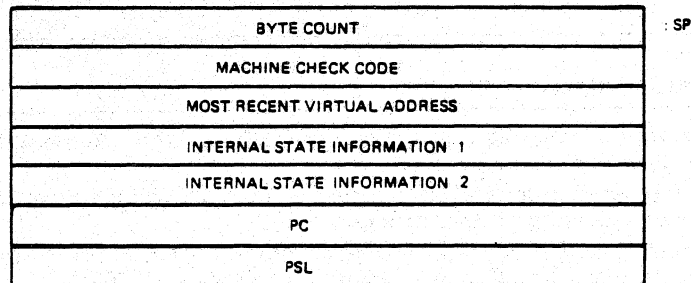 BYTE COUNT : SP
MACHINE CHECK CODE
MOST RECENT VIRTUAL ADDRESS
INTERNAL STATE INFORMATION 1
INTERNAL STATE INFORMATION 2
PC
PSL